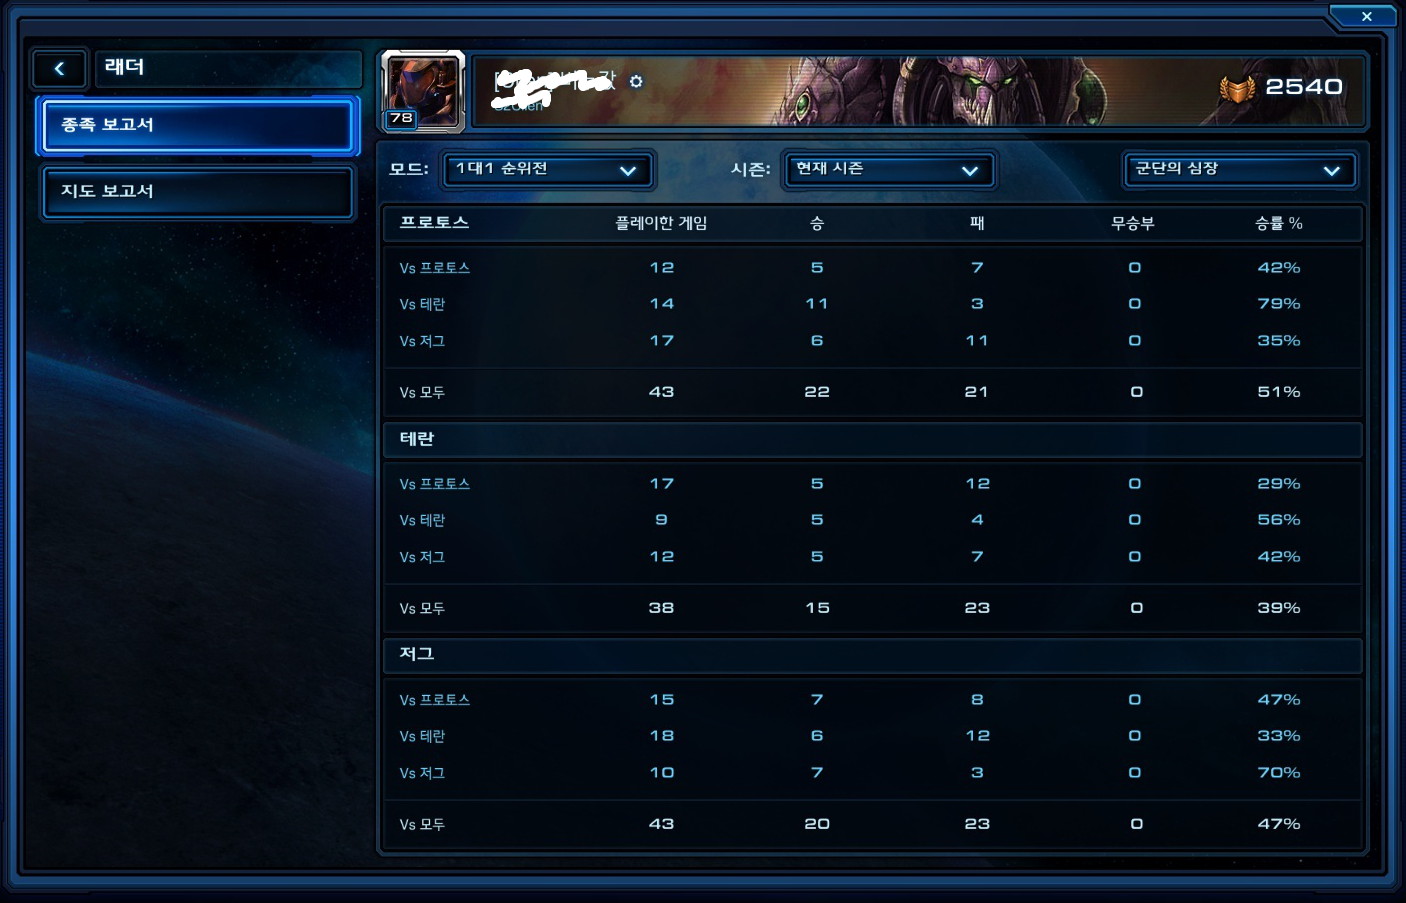 래더
종족 보고서
지도 보고서
78
2540
모드: 1대1 순위전 시즌: 현재 시즌 군단의 심장
프로토스 플레이한 게임 승 패 무승부 승률 %
Vs 프로토스 12 5 7 0 42%
Vs 테란 14 11 3 0 79%
Vs 저그 17 6 11 0 35%
Vs 모두 43 22 21 0 51%
테란
Vs 프로토스 17 5 12 0 29%
Vs 테란 9 5 4 0 56%
Vs 저그 12 5 7 0 42%
Vs 모두 38 15 23 0 39%
저그
Vs 프로토스 15 7 8 0 47%
Vs 테란 18 6 12 0 33%
Vs 저그 10 7 3 0 70%
Vs 모두 43 20 23 0 47%